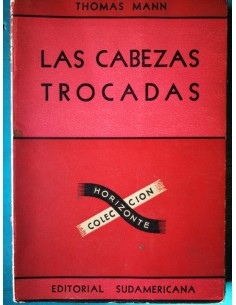 THOMAS MANN
LAS CABEZAS
TROCADAS
COLECCION
HORIZONTE
EDITORIAL SUDAMERICANA